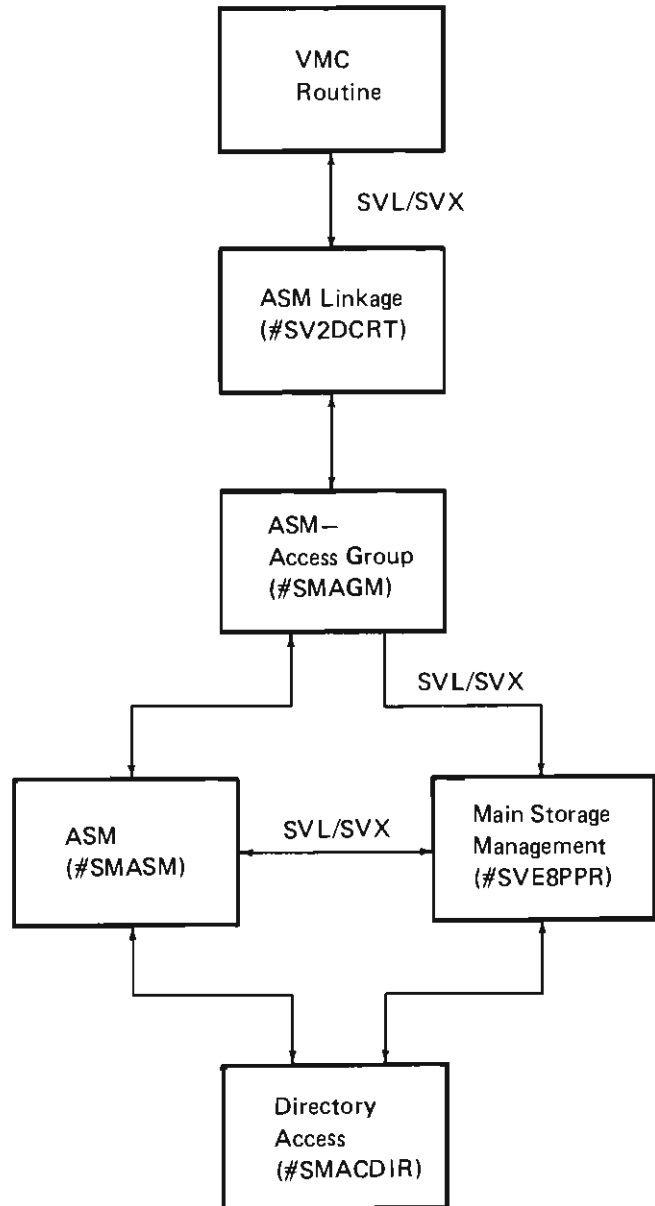 VMC
Routine
SVL/SVX
ASM Linkage
(#SV2DCRT)
ASM—
Access Group
(#SMAGM)
SVL/SVX
ASM
(#SMASM)
SVL/SVX
Main Storage
Management
(#SVE8PPR)
Directory
Access
(#SMACDIR)